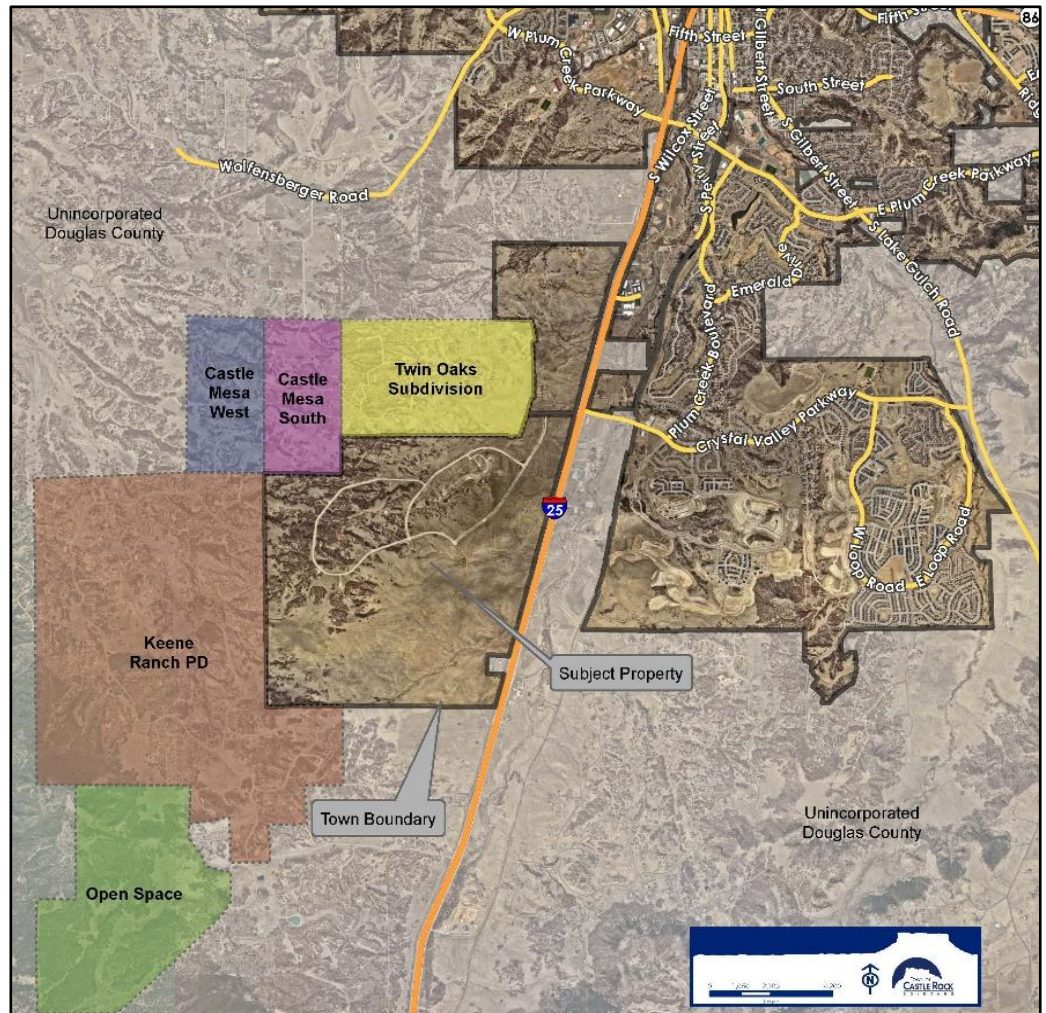 86
Fifth Street
Fifth Street
W Plum Creek Parkway
S Gilbert Street
South Street
S Wilcox Street
S Perry Street
S Gilbert Street
Wolfensberger Road
E Plum Creek Parkway
Unincorporated
Douglas County
S Lake Gulch Road
Emerald Drive
Plum Creek Boulevard
Castle
Mesa
West
Castle
Mesa
South
Twin Oaks
Subdivision
Crystal Valley Parkway
25
W Loop Road
E Loop Road
Keene
Ranch PD
Subject Property
Town Boundary
Unincorporated
Douglas County
Open Space
N
CASTLE ROCK
COLORADO